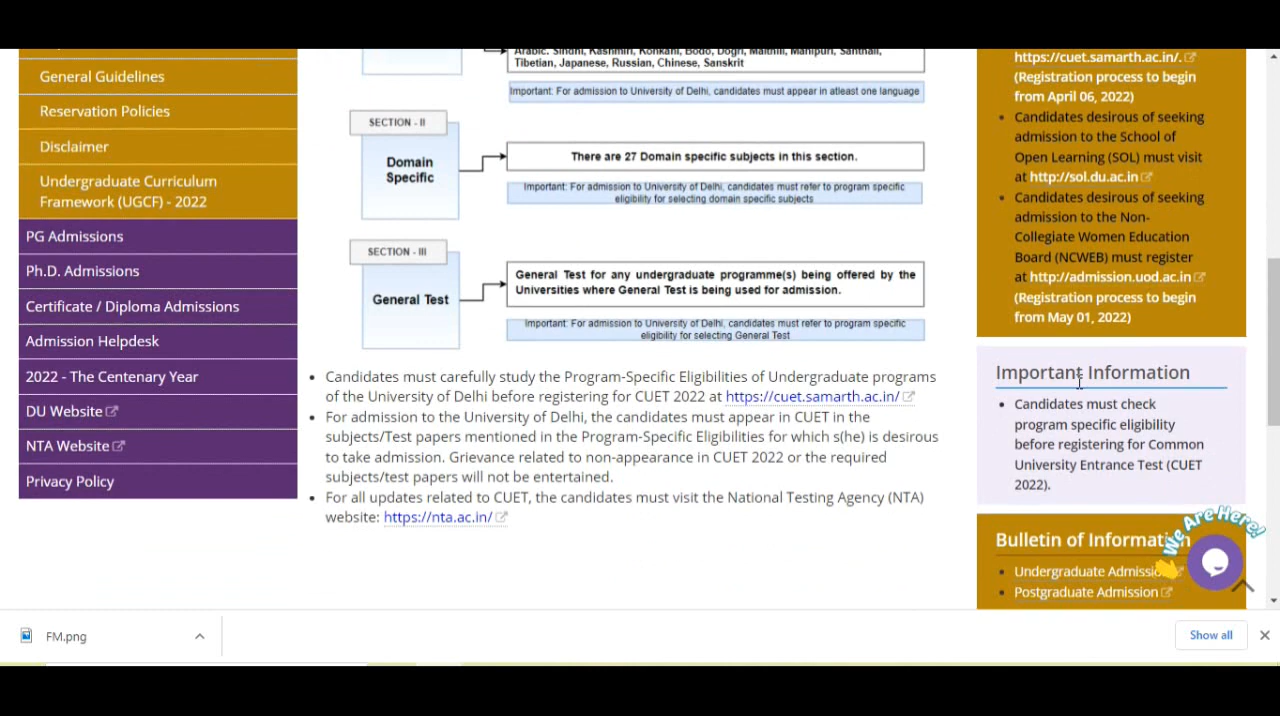 General Guidelines
Reservation Policies
Disclaimer
Undergraduate Curriculum
Framework (UGCF) - 2022
PG Admissions
Ph.D. Admissions
Certificate / Diploma Admissions
Admission Helpdesk
2022 - The Centenary Year
DU Website
NTA Website
Privacy Policy
Arabic, Sindhi, Kashmiri, Konkani, Bodo, Dogri, Maithili, Manipuri, Santhali,
Tibetian, Japanese, Russian, Chinese, Sanskrit
Important: For admission to University of Delhi, candidates must appear in atleast one language
SECTION - II
Domain
Specific
There are 27 Domain specific subjects in this section.
Important: For admission to University of Delhi, candidates must refer to program specific
eligibility for selecting domain specific subjects
SECTION - III
General Test
General Test for any undergraduate programme(s) being offered by the
Universities where General Test is being used for admission.
Important: For admission to University of Delhi, candidates must refer to program specific
eligibility for selecting General Test
• Candidates must carefully study the Program-Specific Eligibilities of Undergraduate programs
of the University of Delhi before registering for CUET 2022 at https://cuet.samarth.ac.in/
• For admission to the University of Delhi, the candidates must appear in CUET in the
subjects/Test papers mentioned in the Program-Specific Eligibilities for which s(he) is desirous
to take admission. Grievance related to non-appearance in CUET 2022 or the required
subjects/test papers will not be entertained.
• For all updates related to CUET, the candidates must visit the National Testing Agency (NTA)
website: https://nta.ac.in/
https://cuet.samarth.ac.in/.
(Registration process to begin
from April 06, 2022)
• Candidates desirous of seeking
admission to the School of
Open Learning (SOL) must visit
at http://sol.du.ac.in
• Candidates desirous of seeking
admission to the Non-
Collegiate Women Education
Board (NCWEB) must register
at http://admission.uod.ac.in
(Registration process to begin
from May 01, 2022)
Important Information
• Candidates must check
program specific eligibility
before registering for Common
University Entrance Test (CUET
2022).
Bulletin of Information
• Undergraduate Admission
• Postgraduate Admission
We Are Here!
FM.png
Show all